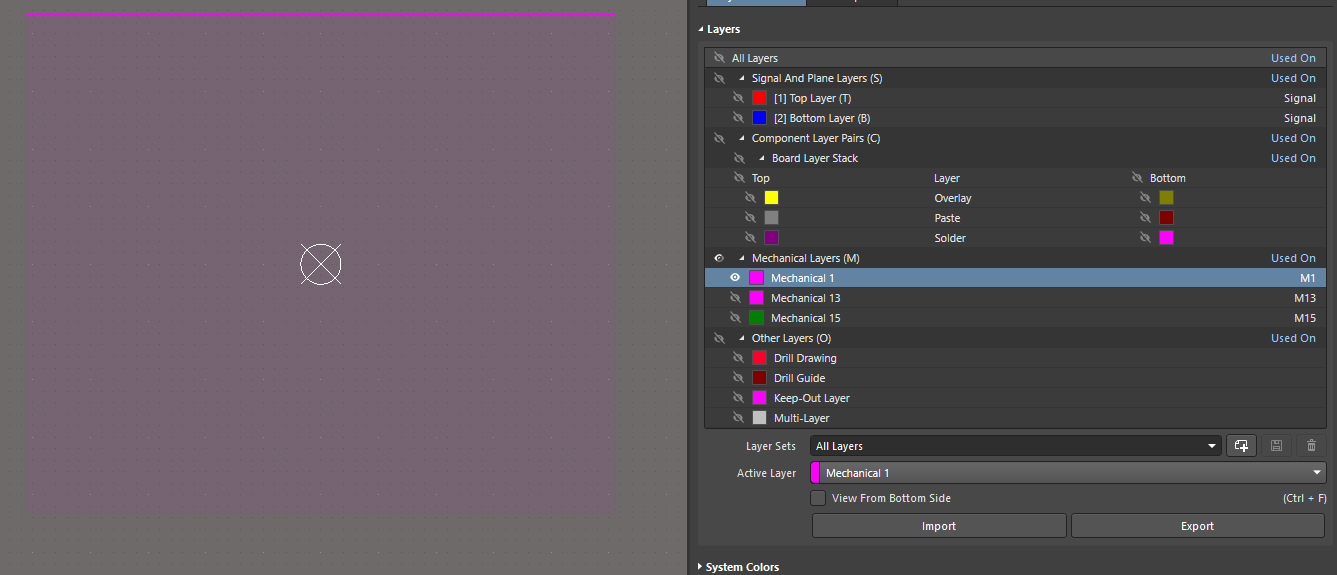 Layers
All Layers Used On
Signal And Plane Layers (S) Used On
[1] Top Layer (T) Signal
[2] Bottom Layer (B) Signal
Component Layer Pairs (C) Used On
Board Layer Stack Used On
Top Layer Bottom
Overlay
Paste
Solder
Mechanical Layers (M) Used On
Mechanical 1 M1
Mechanical 13 M13
Mechanical 15 M15
Other Layers (O) Used On
Drill Drawing
Drill Guide
Keep-Out Layer
Multi-Layer
Layer Sets All Layers
Active Layer Mechanical 1
View From Bottom Side (Ctrl + F)
Import Export
System Colors